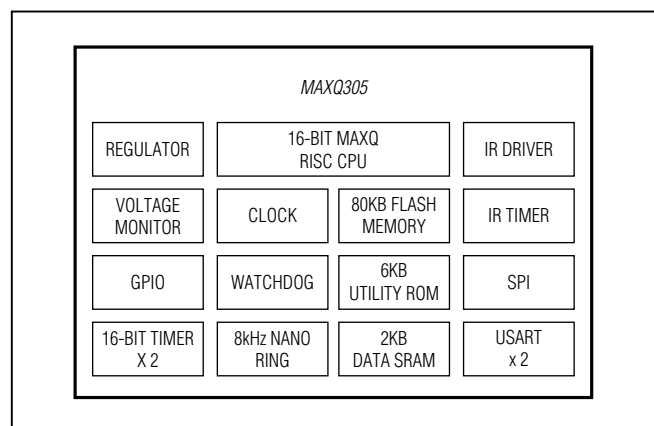 MAXQ305
REGULATOR
16-BIT MAXQ
RISC CPU
IR DRIVER
VOLTAGE
MONITOR
CLOCK
80KB FLASH
MEMORY
IR TIMER
GPIO
WATCHDOG
6KB
UTILITY ROM
SPI
16-BIT TIMER
X 2
8kHz NANO
RING
2KB
DATA SRAM
USART
x 2